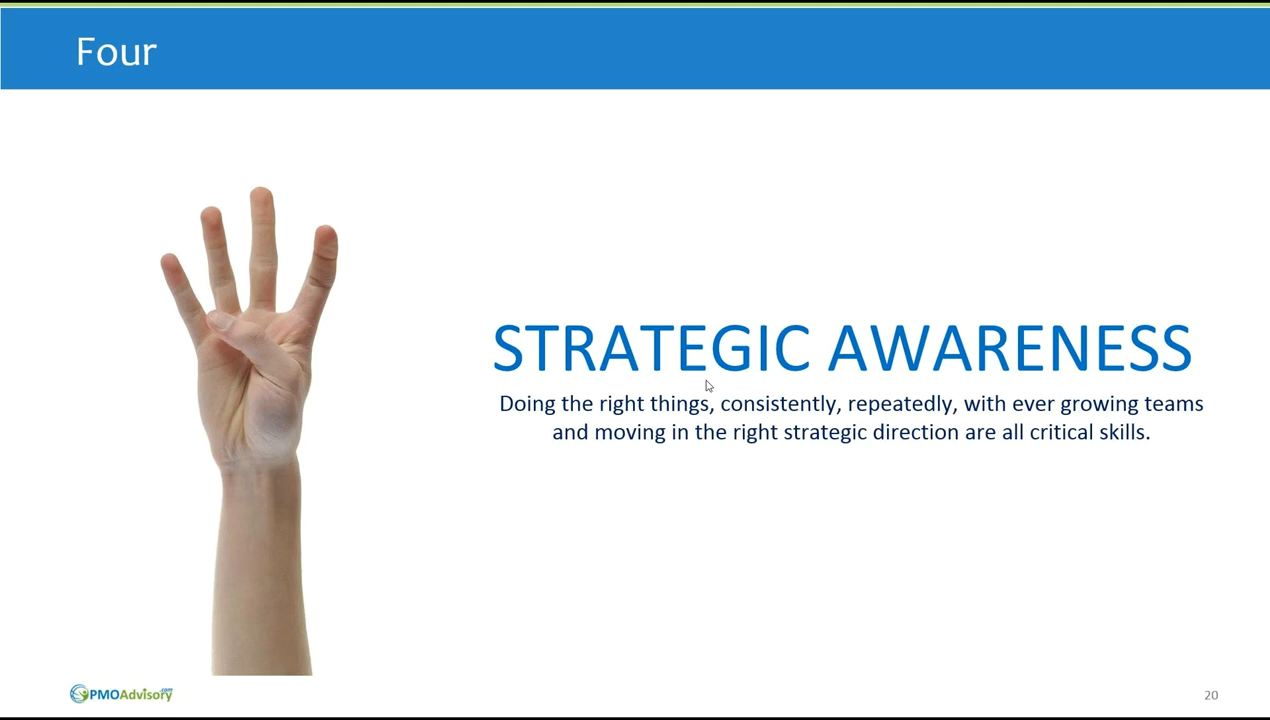 Four
STRATEGIC AWARENESS
Doing the right things, consistently, repeatedly, with ever growing teams
and moving in the right strategic direction are all critical skills.
PMOAdvisory.com
20